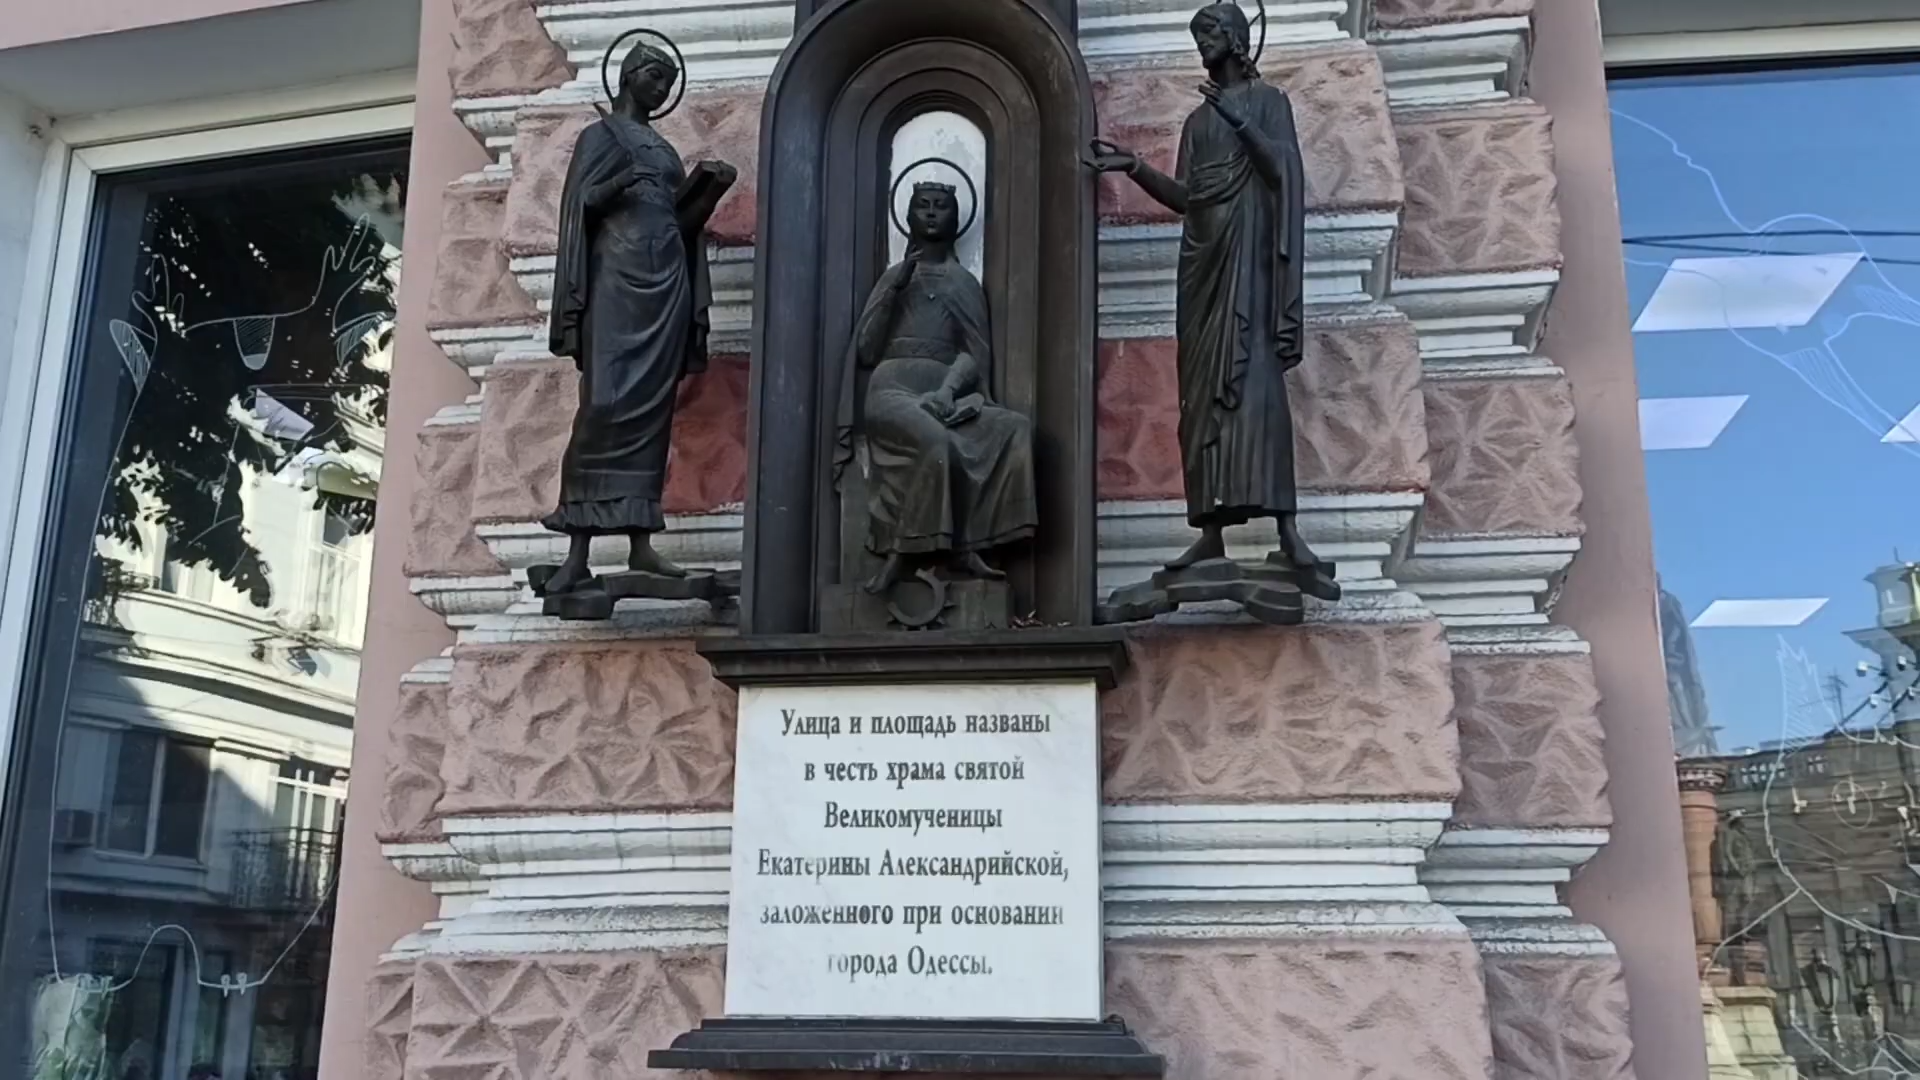 Улица и площадь названы
в честь храма святой
Великомученицы
Екатерины Александрийской,
заложенного при основании
города Одессы.